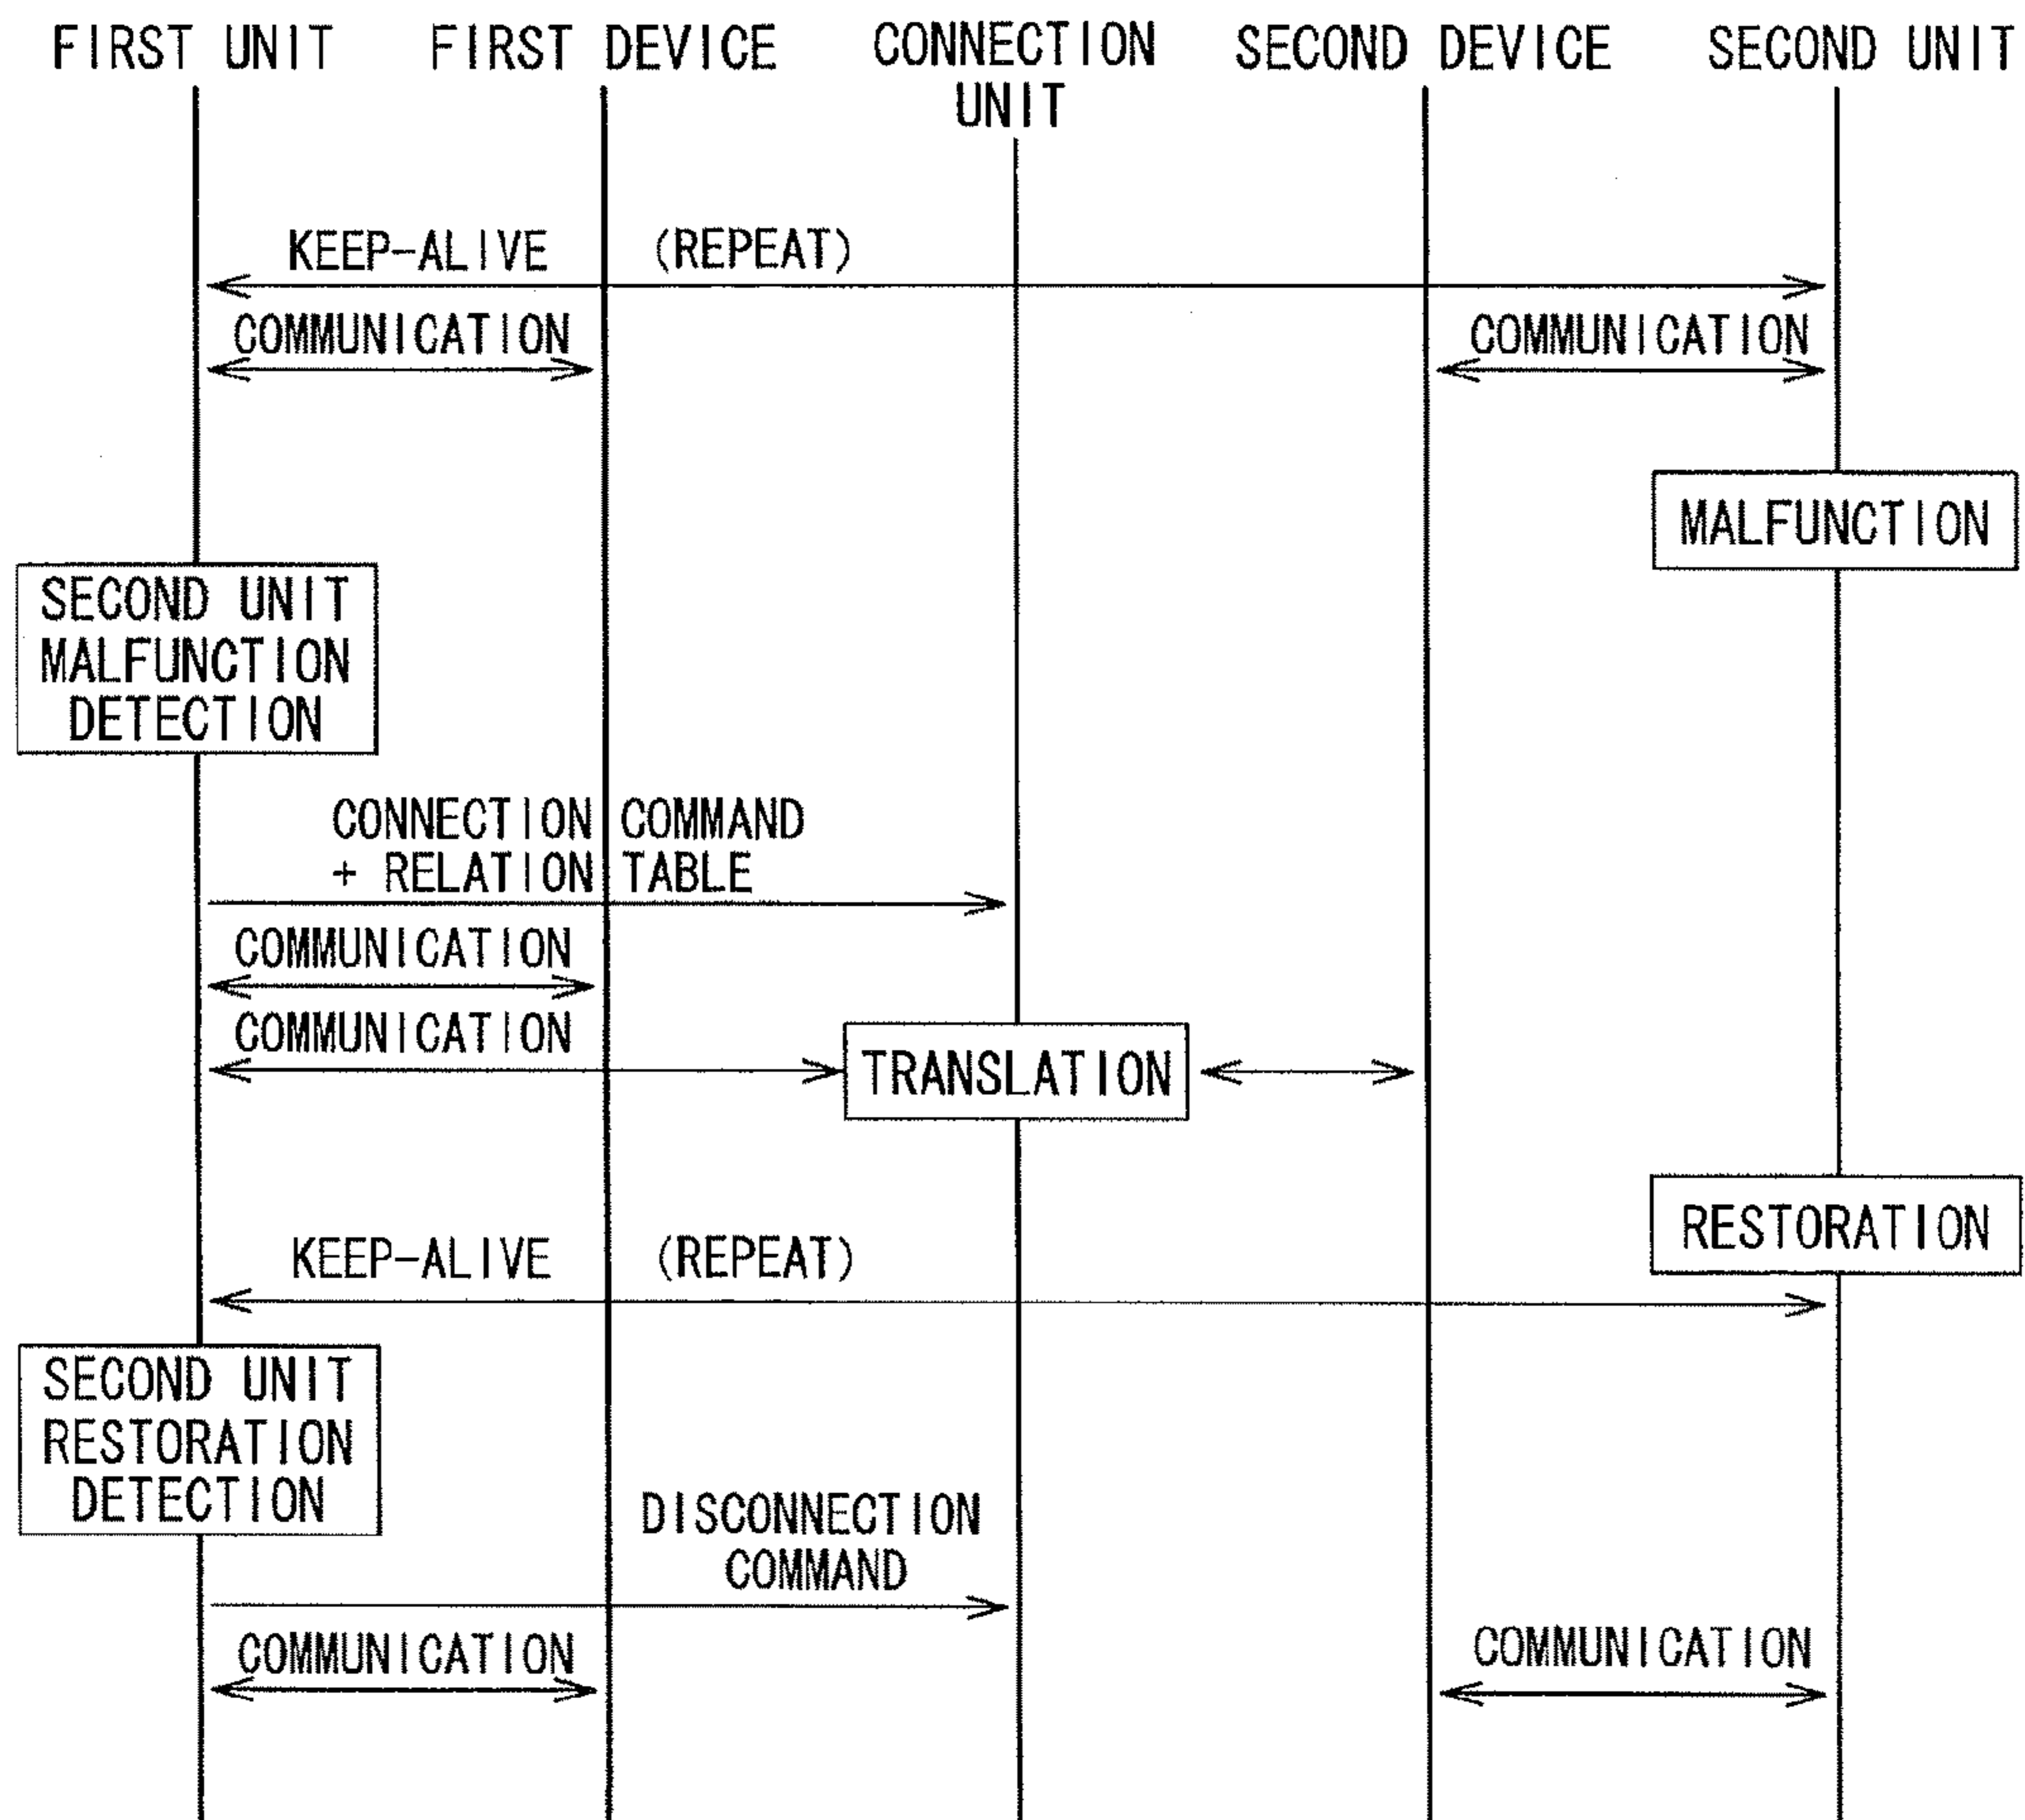 FIRST UNIT
FIRST DEVICE
CONNECTION
UNIT
SECOND DEVICE
SECOND UNIT
KEEP-ALIVE (REPEAT)
COMMUNICATION
COMMUNICATION
MALFUNCTION
SECOND UNIT
MALFUNCTION
DETECTION
CONNECTION COMMAND
+ RELATION TABLE
COMMUNICATION
COMMUNICATION
TRANSLATION
RESTORATION
KEEP-ALIVE (REPEAT)
SECOND UNIT
RESTORATION
DETECTION
DISCONNECTION
COMMAND
COMMUNICATION
COMMUNICATION